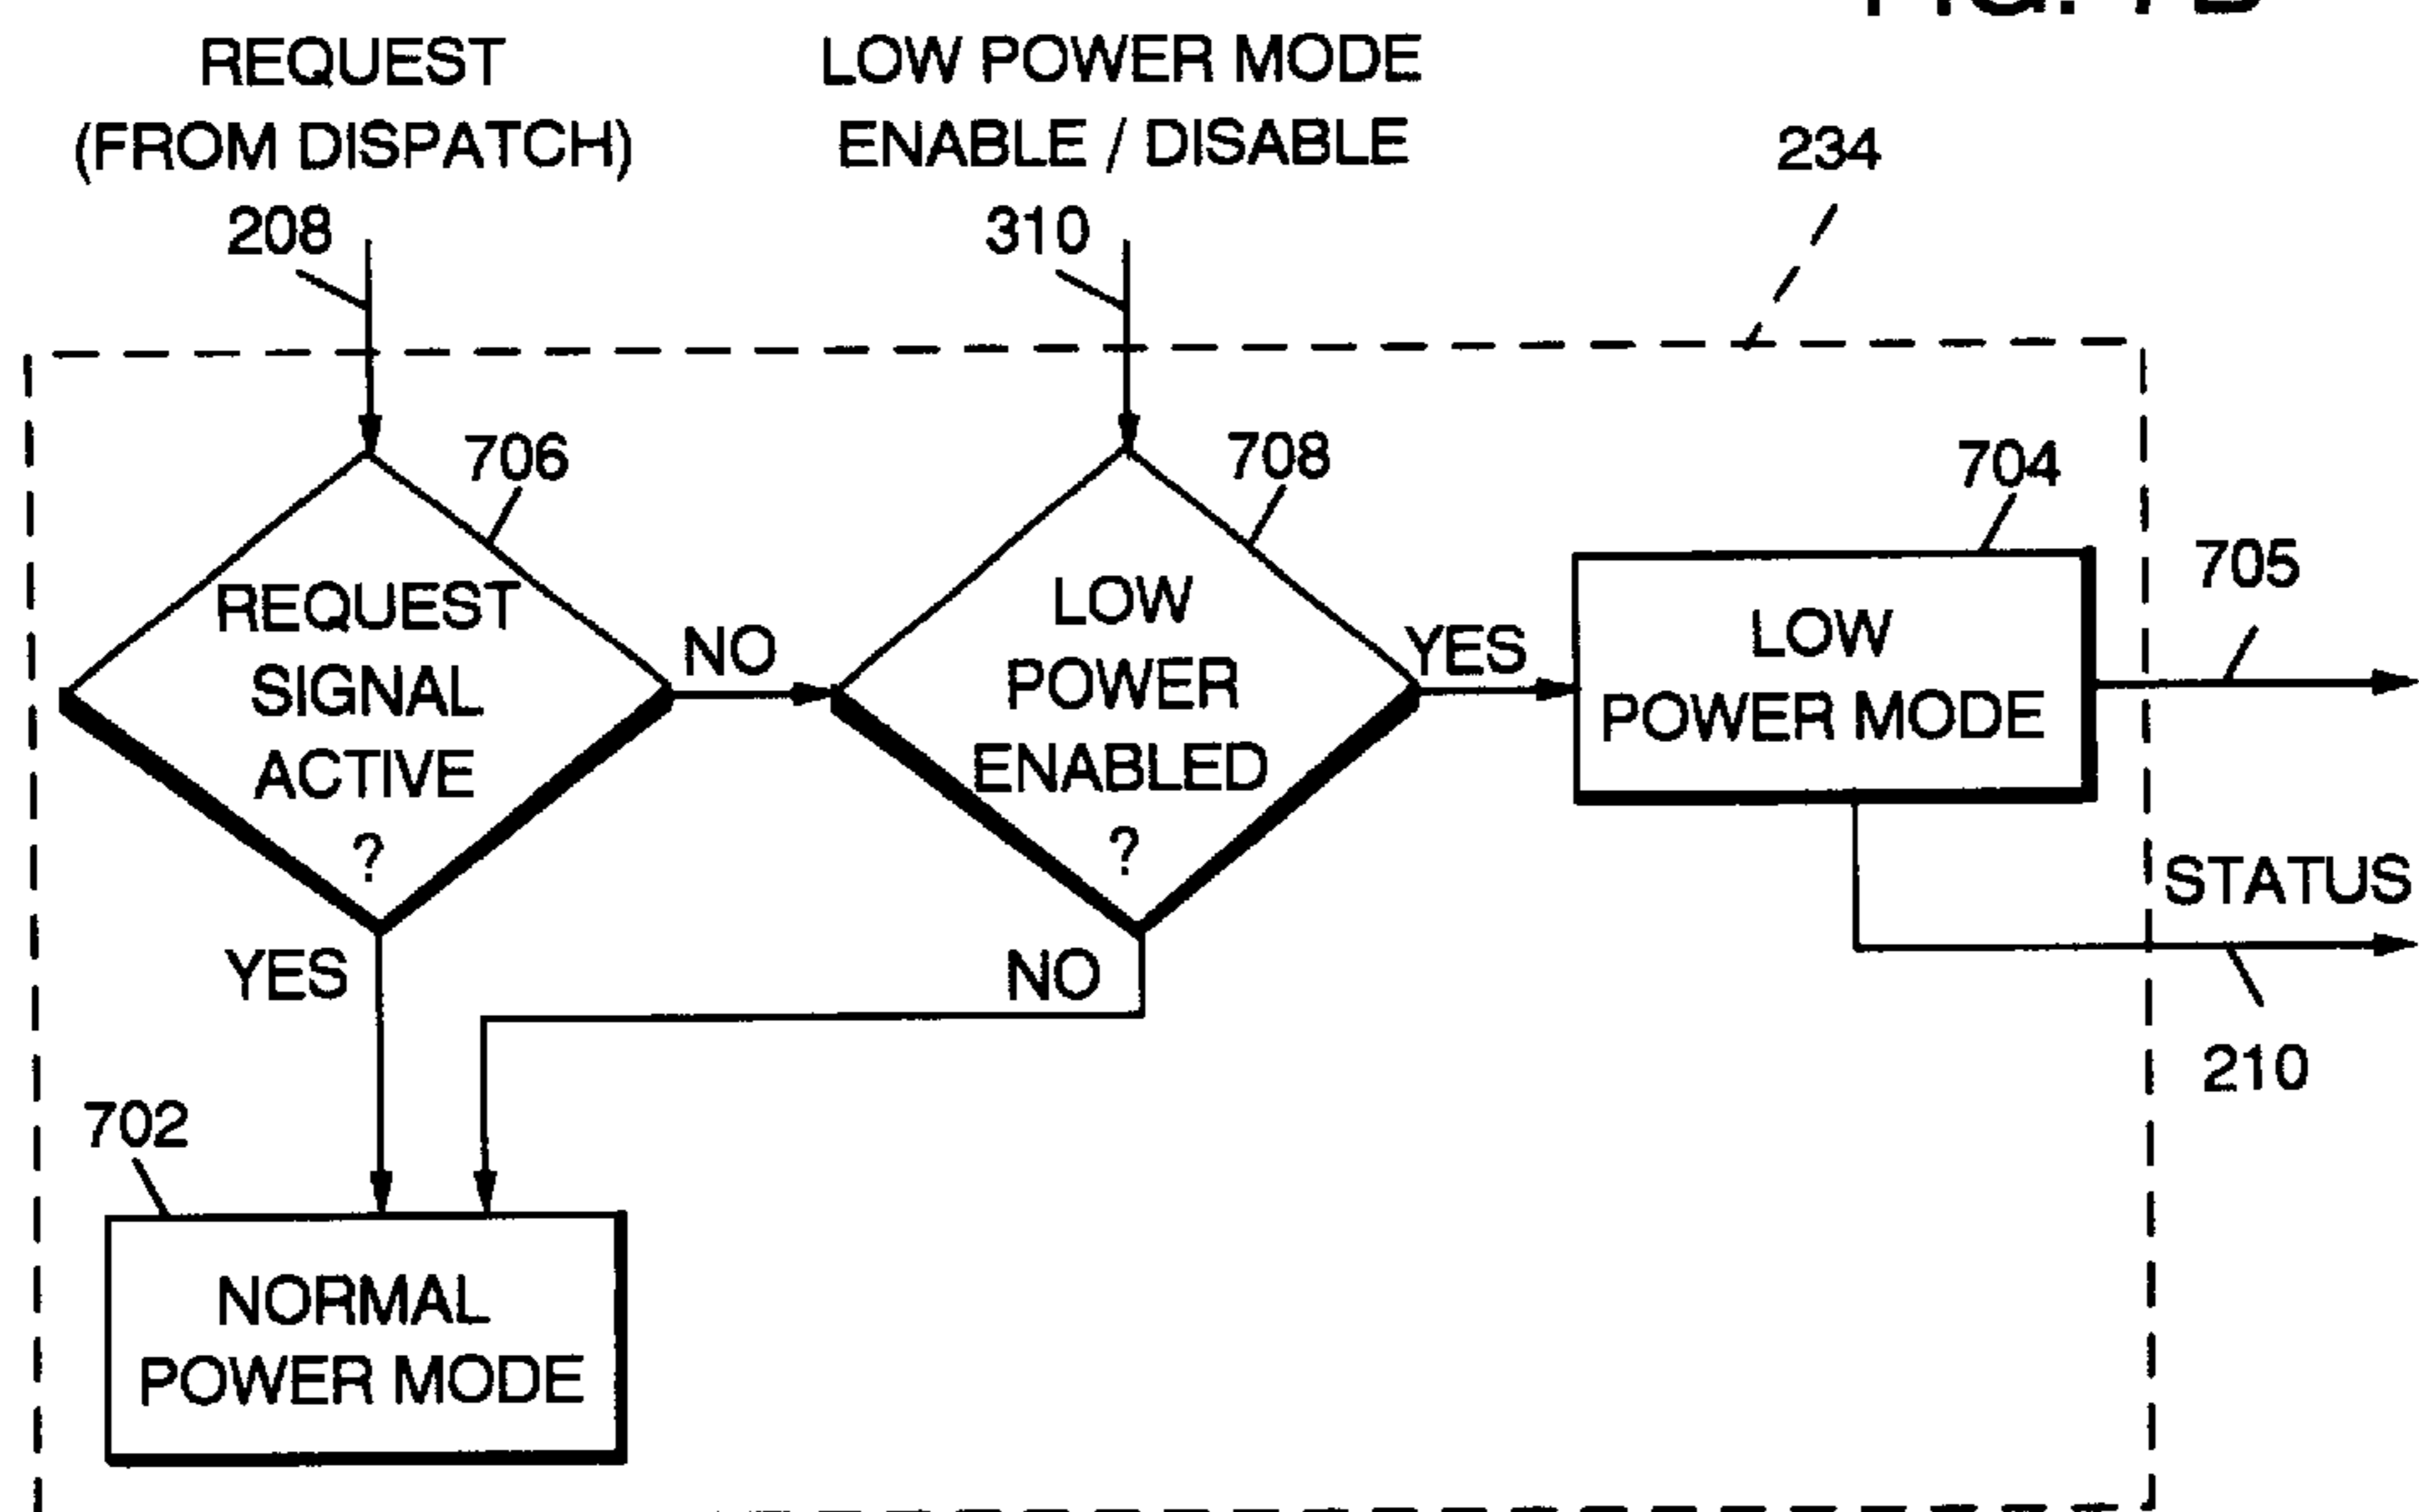 REQUEST
(FROM DISPATCH)
208
LOW POWER MODE
ENABLE / DISABLE
310
234
706
REQUEST
SIGNAL
ACTIVE
?
NO
YES
708
LOW
POWER
ENABLED
?
YES
NO
704
LOW
POWER MODE
705
STATUS
210
702
NORMAL
POWER MODE